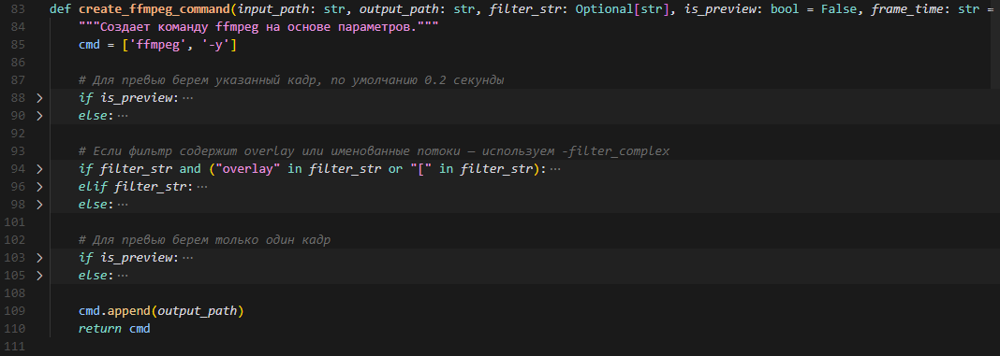 83 def create_ffmpeg_command(input_path: str, output_path: str, filter_str: Optional[str], is_preview: bool = False, frame_time: str =
84 """Создает команду ffmpeg на основе параметров."""
85 cmd = ['ffmpeg', '-y']
86
87 # Для превью берем указанный кадр, по умолчанию 0.2 секунды
88 > if is_preview: ···
90 > else: ···
92
93 # Если фильтр содержит overlay или именованные потоки — используем -filter_complex
94 > if filter_str and ("overlay" in filter_str or "[" in filter_str): ···
96 > elif filter_str: ···
98 > else: ···
101
102 # Для превью берем только один кадр
103 > if is_preview: ···
105 > else: ···
108
109 cmd.append(output_path)
110 return cmd
111